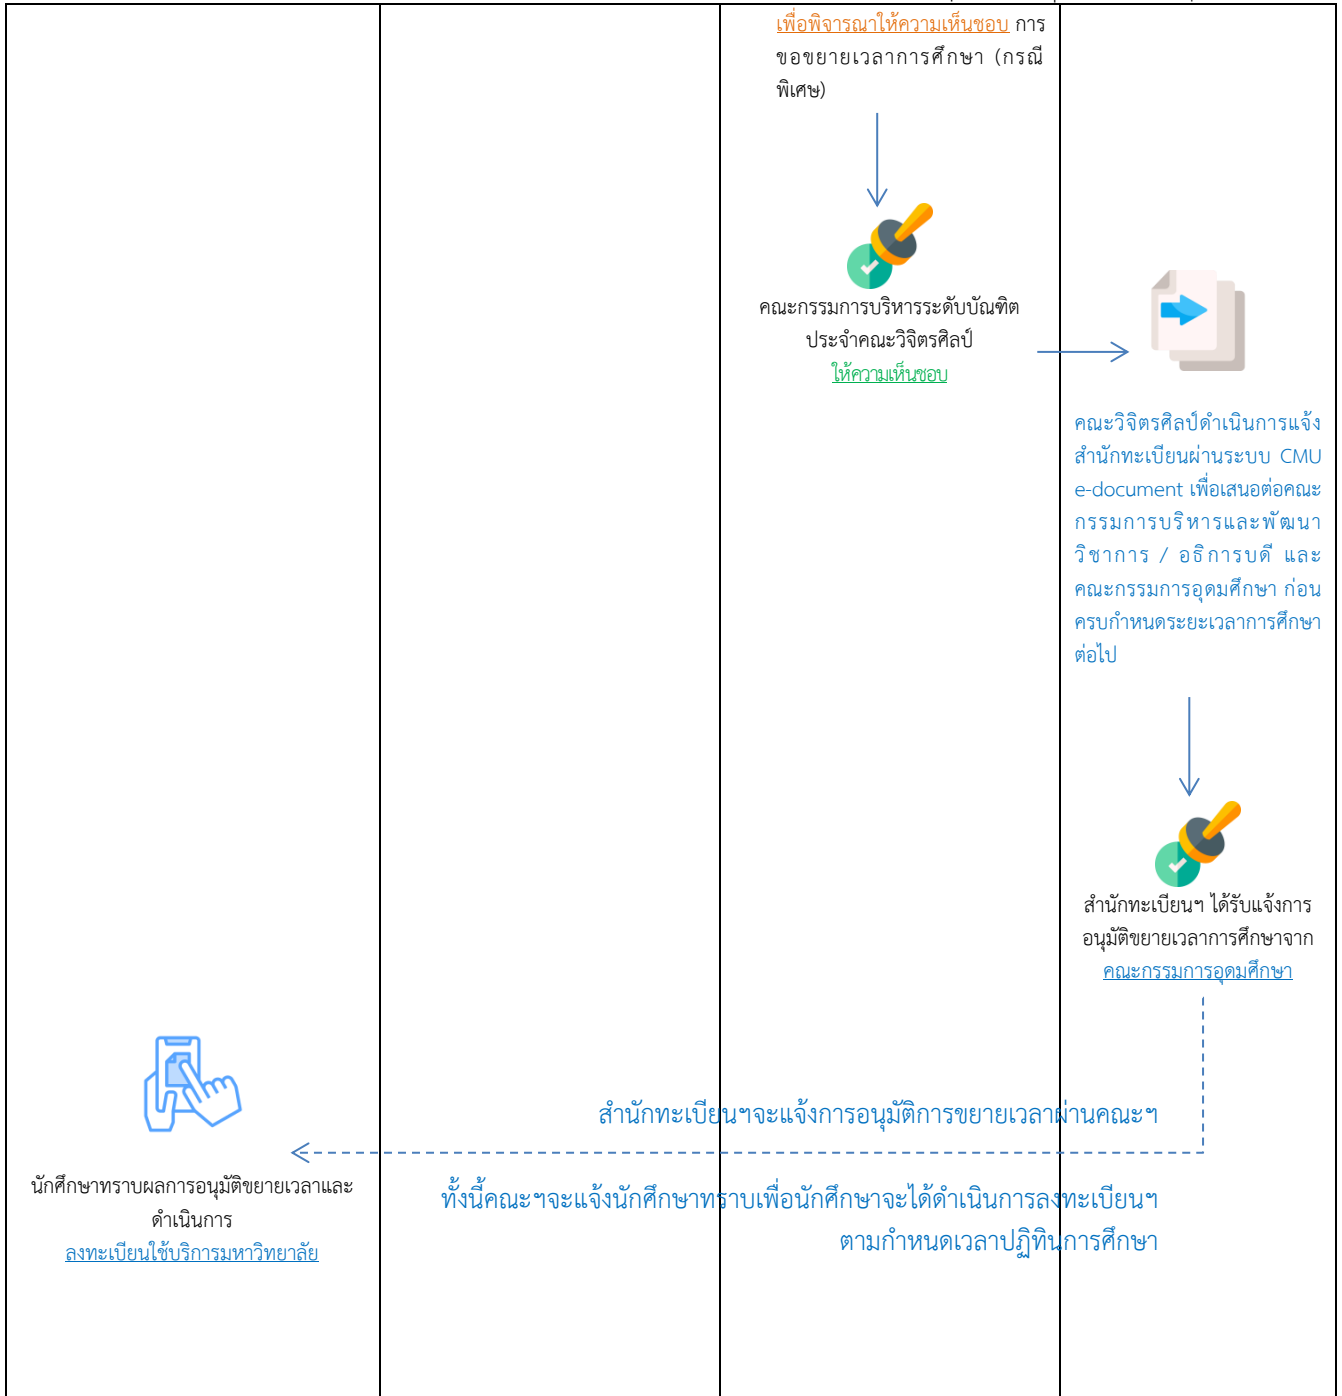 เพื่อพิจารณาให้ความเห็นชอบ การ
ขอขยายเวลาการศึกษา (กรณี
พิเศษ)
คณะกรรมการบริหารระดับบัณฑิต
ประจำคณะวิจิตรศิลป์
ให้ความเห็นชอบ
คณะวิจิตรศิลป์ดำเนินการแจ้ง
สำนักทะเบียนผ่านระบบ CMU
e-document เพื่อเสนอต่อคณะ
กรรมการบริหารและพัฒนา
วิชาการ / อธิการบดี และ
คณะกรรมการอุดมศึกษา ก่อน
ครบกำหนดระยะเวลาการศึกษา
ต่อไป
สำนักทะเบียนฯ ได้รับแจ้งการ
อนุมัติขยายเวลาการศึกษาจาก
คณะกรรมการอุดมศึกษา
สำนักทะเบียนฯจะแจ้งการอนุมัติการขยายเวลาผ่านคณะฯ
ทั้งนี้คณะฯจะแจ้งนักศึกษาทราบเพื่อนักศึกษาจะได้ดำเนินการลงทะเบียนฯ
ตามกำหนดเวลาปฏิทินการศึกษา
นักศึกษาทราบผลการอนุมัติขยายเวลาและ
ดำเนินการ
ลงทะเบียนใช้บริการมหาวิทยาลัย